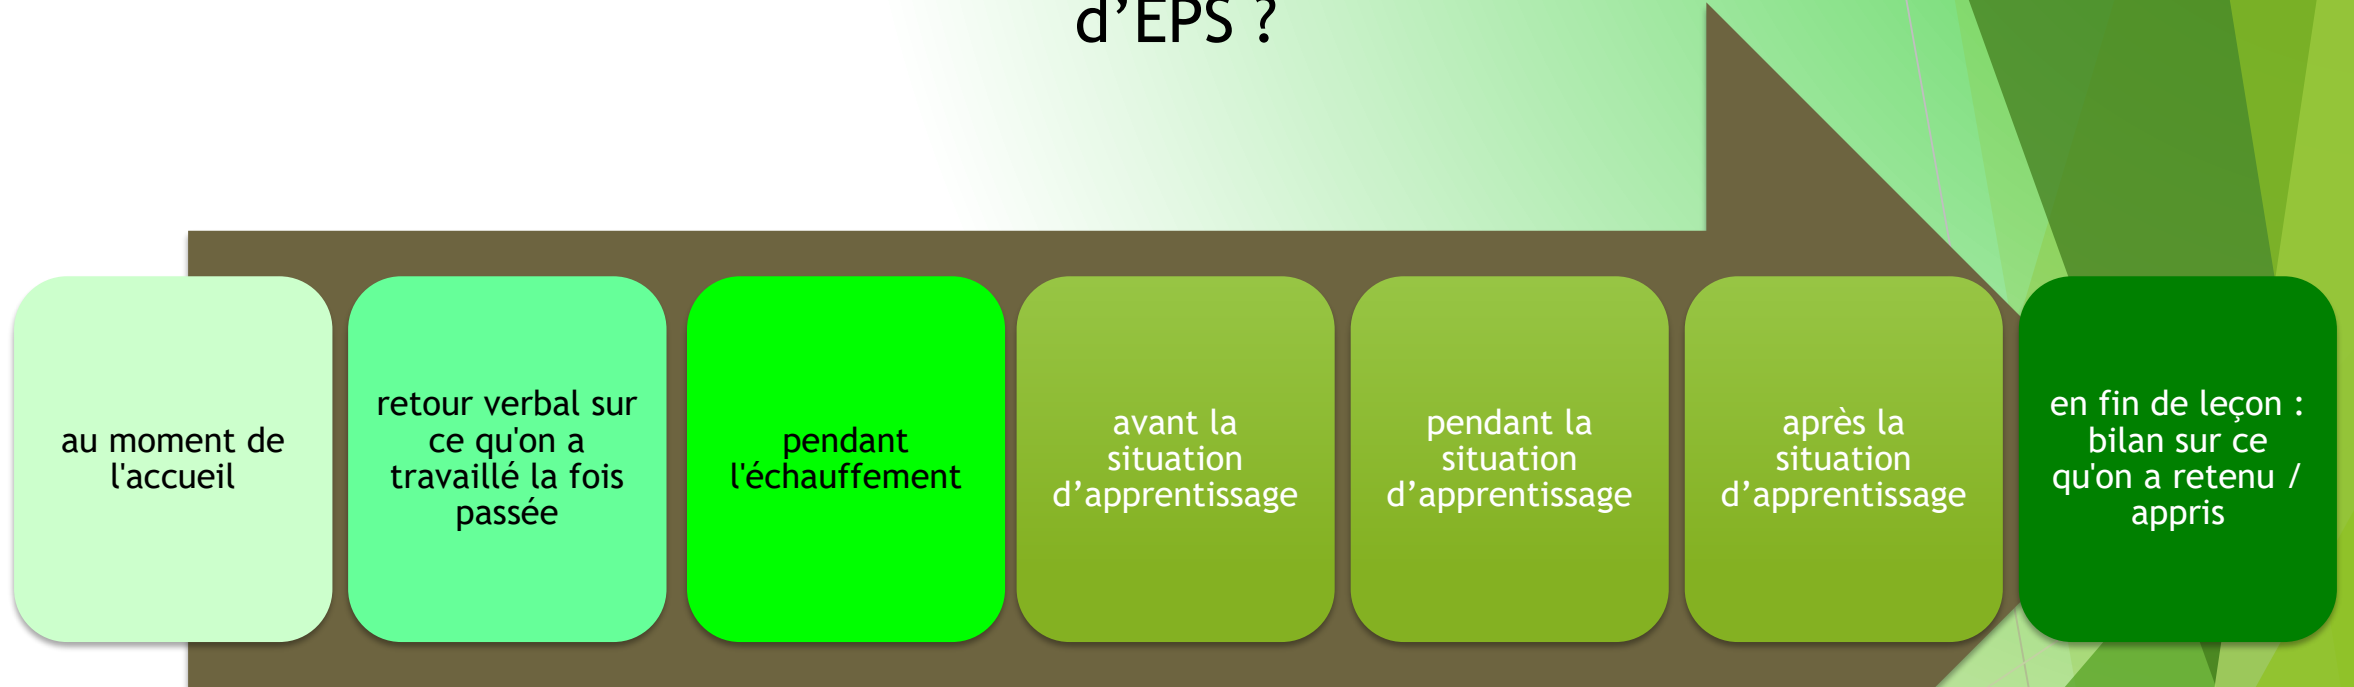 d’EPS ?
au moment de
l'accueil
retour verbal sur
ce qu'on a
travaillé la fois
passée
pendant
l'échauffement
avant la
situation
d’apprentissage
pendant la
situation
d’apprentissage
après la
situation
d’apprentissage
en fin de leçon :
bilan sur ce
qu'on a retenu /
appris